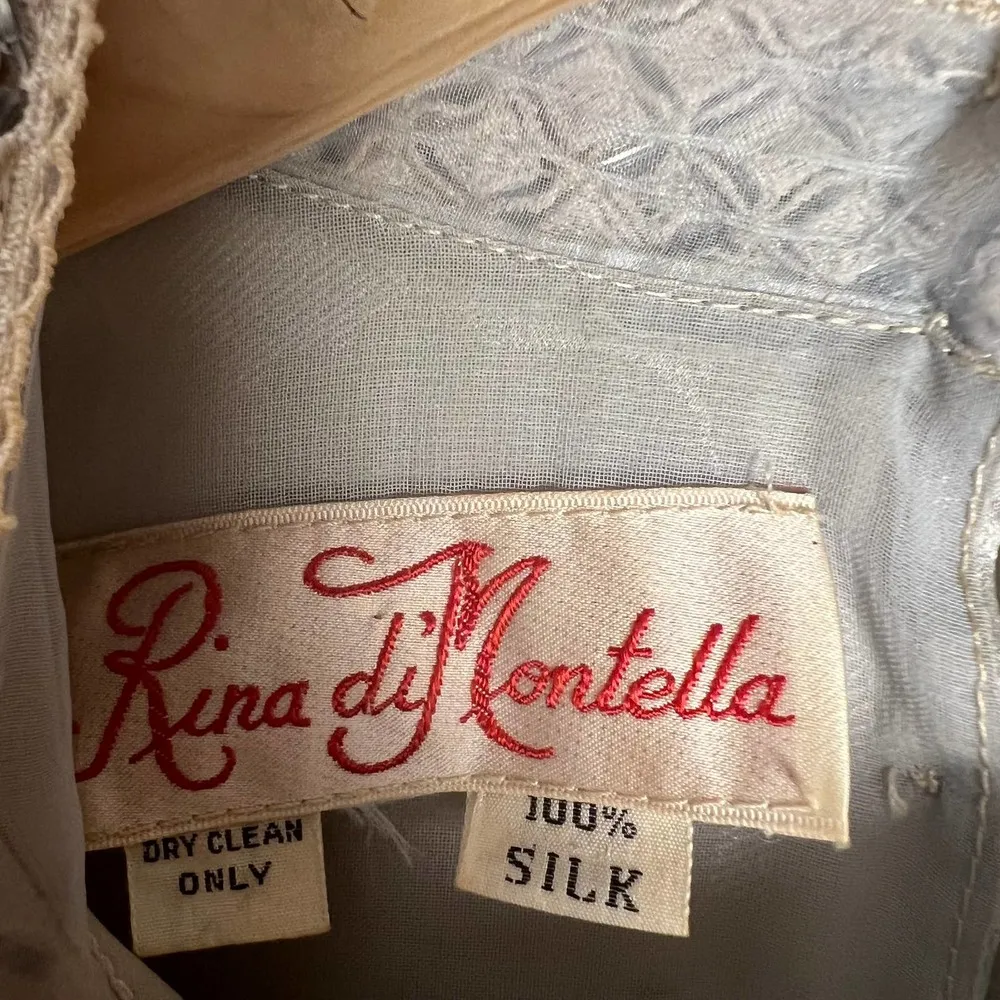 Rina di Montella
DRY CLEAN
ONLY
100%
SILK